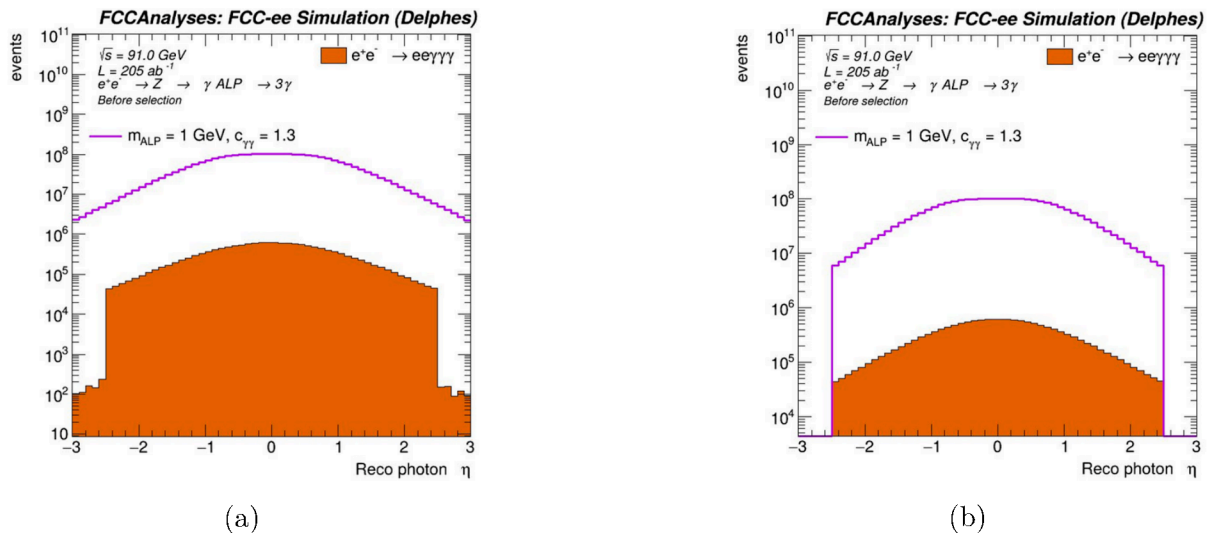 FCCAnalyses: FCC-ee Simulation (Delphes)
events
10¹¹
10¹⁰
10⁹
10⁸
10⁷
10⁶
10⁵
10⁴
10³
10²
10
√s = 91.0 GeV
L = 205 ab⁻¹
e⁺e⁻ → Z → γ ALP → 3γ
Before selection
e⁺e⁻ → eeγγγ
m_ALP = 1 GeV, c_γγ = 1.3
−3 −2 −1 0 1 2 3
Reco photon η
(a)
FCCAnalyses: FCC-ee Simulation (Delphes)
events
10¹¹
10¹⁰
10⁹
10⁸
10⁷
10⁶
10⁵
10⁴
√s = 91.0 GeV
L = 205 ab⁻¹
e⁺e⁻ → Z → γ ALP → 3γ
Before selection
e⁺e⁻ → eeγγγ
m_ALP = 1 GeV, c_γγ = 1.3
−3 −2 −1 0 1 2 3
Reco photon η
(b)